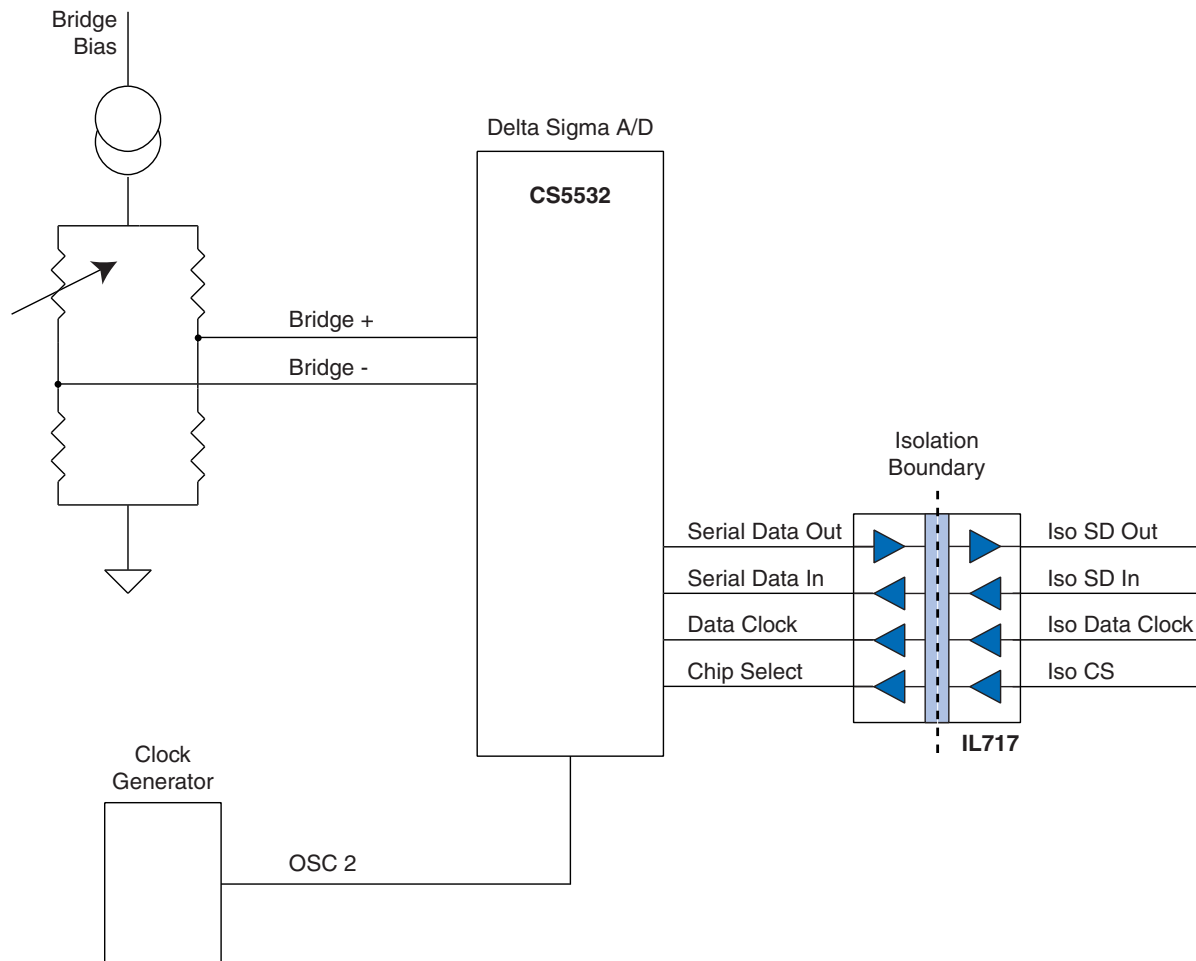 Bridge
Bias
Delta Sigma A/D
CS5532
Bridge +
Bridge -
Isolation
Boundary
Serial Data Out
Iso SD Out
Serial Data In
Iso SD In
Data Clock
Iso Data Clock
Chip Select
Iso CS
IL717
Clock
Generator
OSC 2